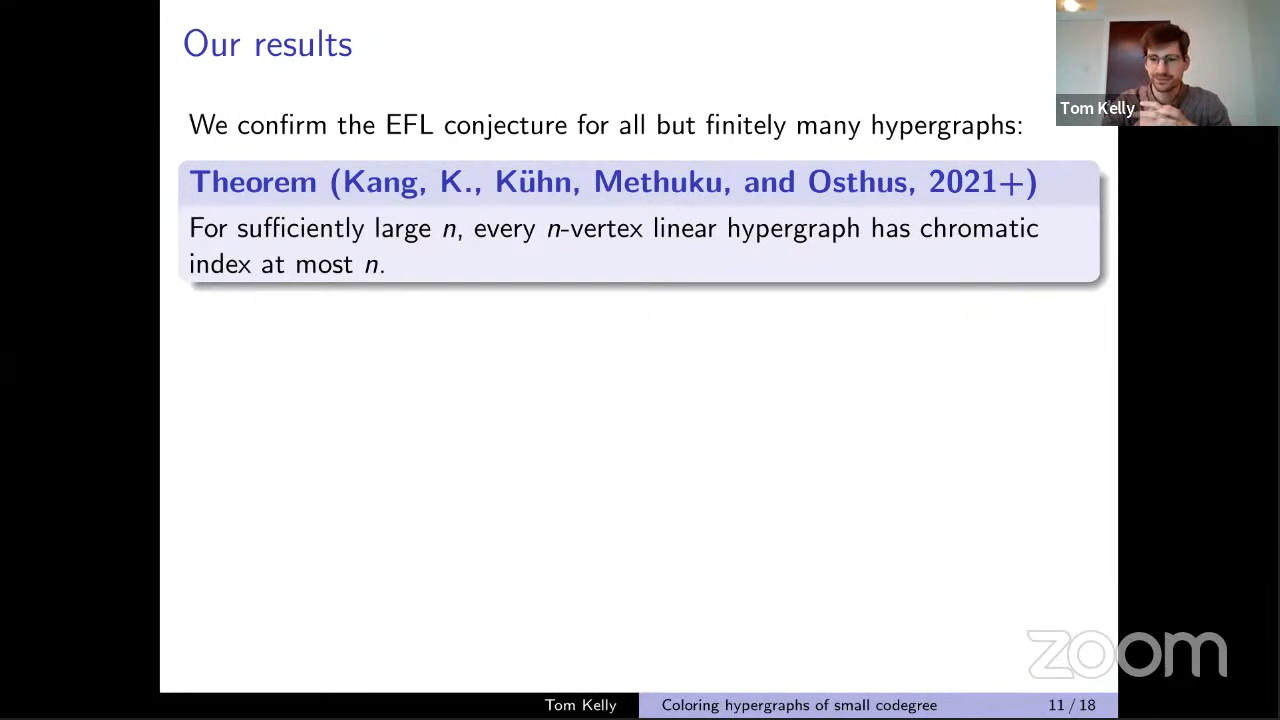 Our results
Tom Kelly
We confirm the EFL conjecture for all but finitely many hypergraphs:
Theorem (Kang, K., Kühn, Methuku, and Osthus, 2021+)
For sufficiently large n, every n-vertex linear hypergraph has chromatic
index at most n.
zoom
Tom Kelly
Coloring hypergraphs of small codegree
11 / 18